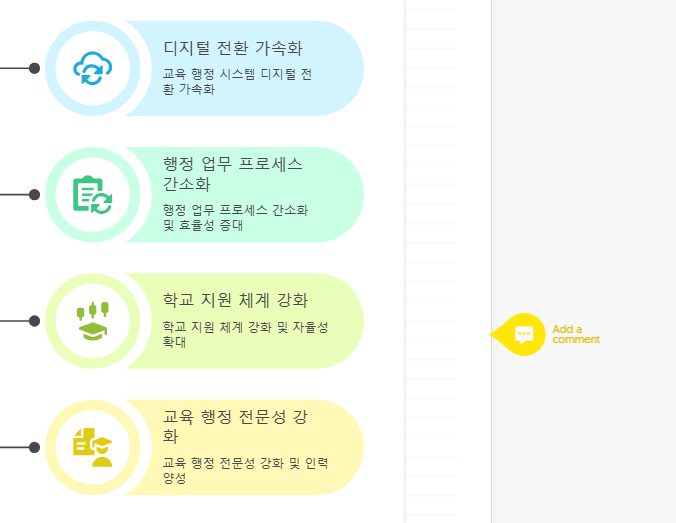 디지털 전환 가속화
교육 행정 시스템 디지털 전
환 가속화
행정 업무 프로세스
간소화
행정 업무 프로세스 간소화
및 효율성 증대
학교 지원 체계 강화
학교 지원 체계 강화 및 자율성
확대
교육 행정 전문성 강
화
교육 행정 전문성 강화 및 인력
양성
Add a
comment